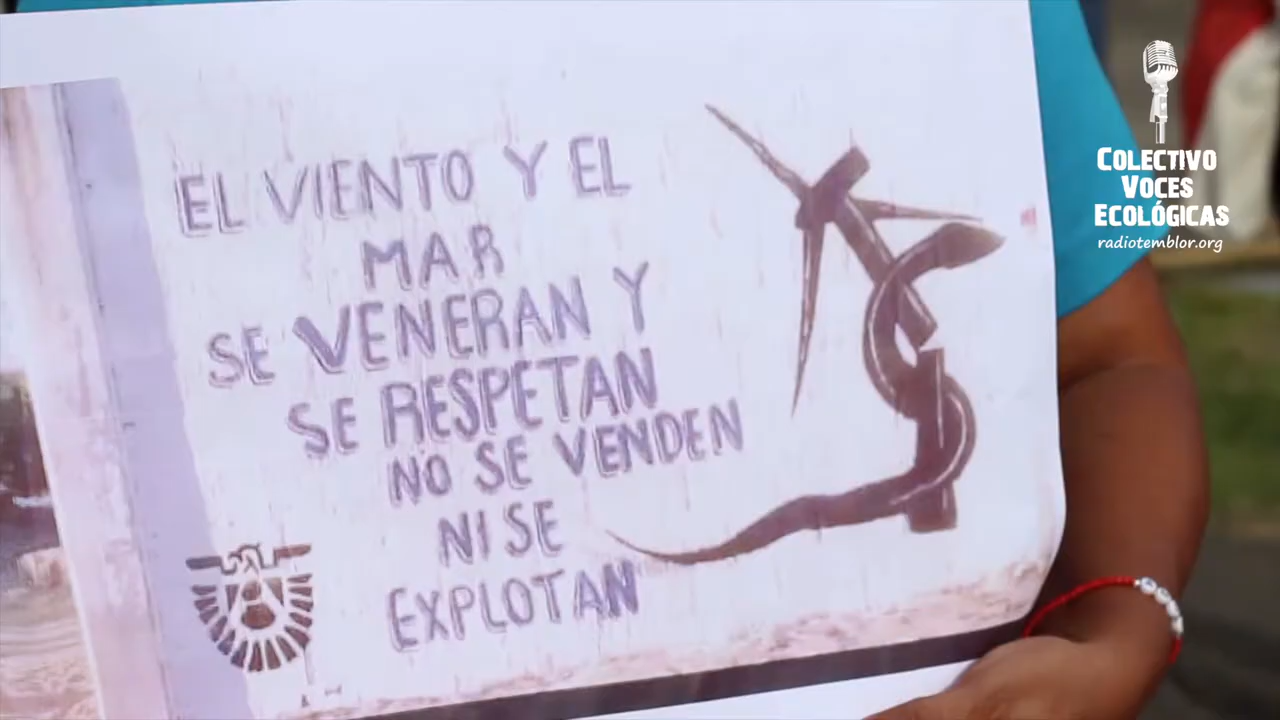 EL VIENTO Y EL
MAR
SE VENERAN Y
SE RESPETAN
NO SE VENDEN
NI SE
EXPLOTAN
COLECTIVO
VOCES
ECOLÓGICAS
radiotemblor.org